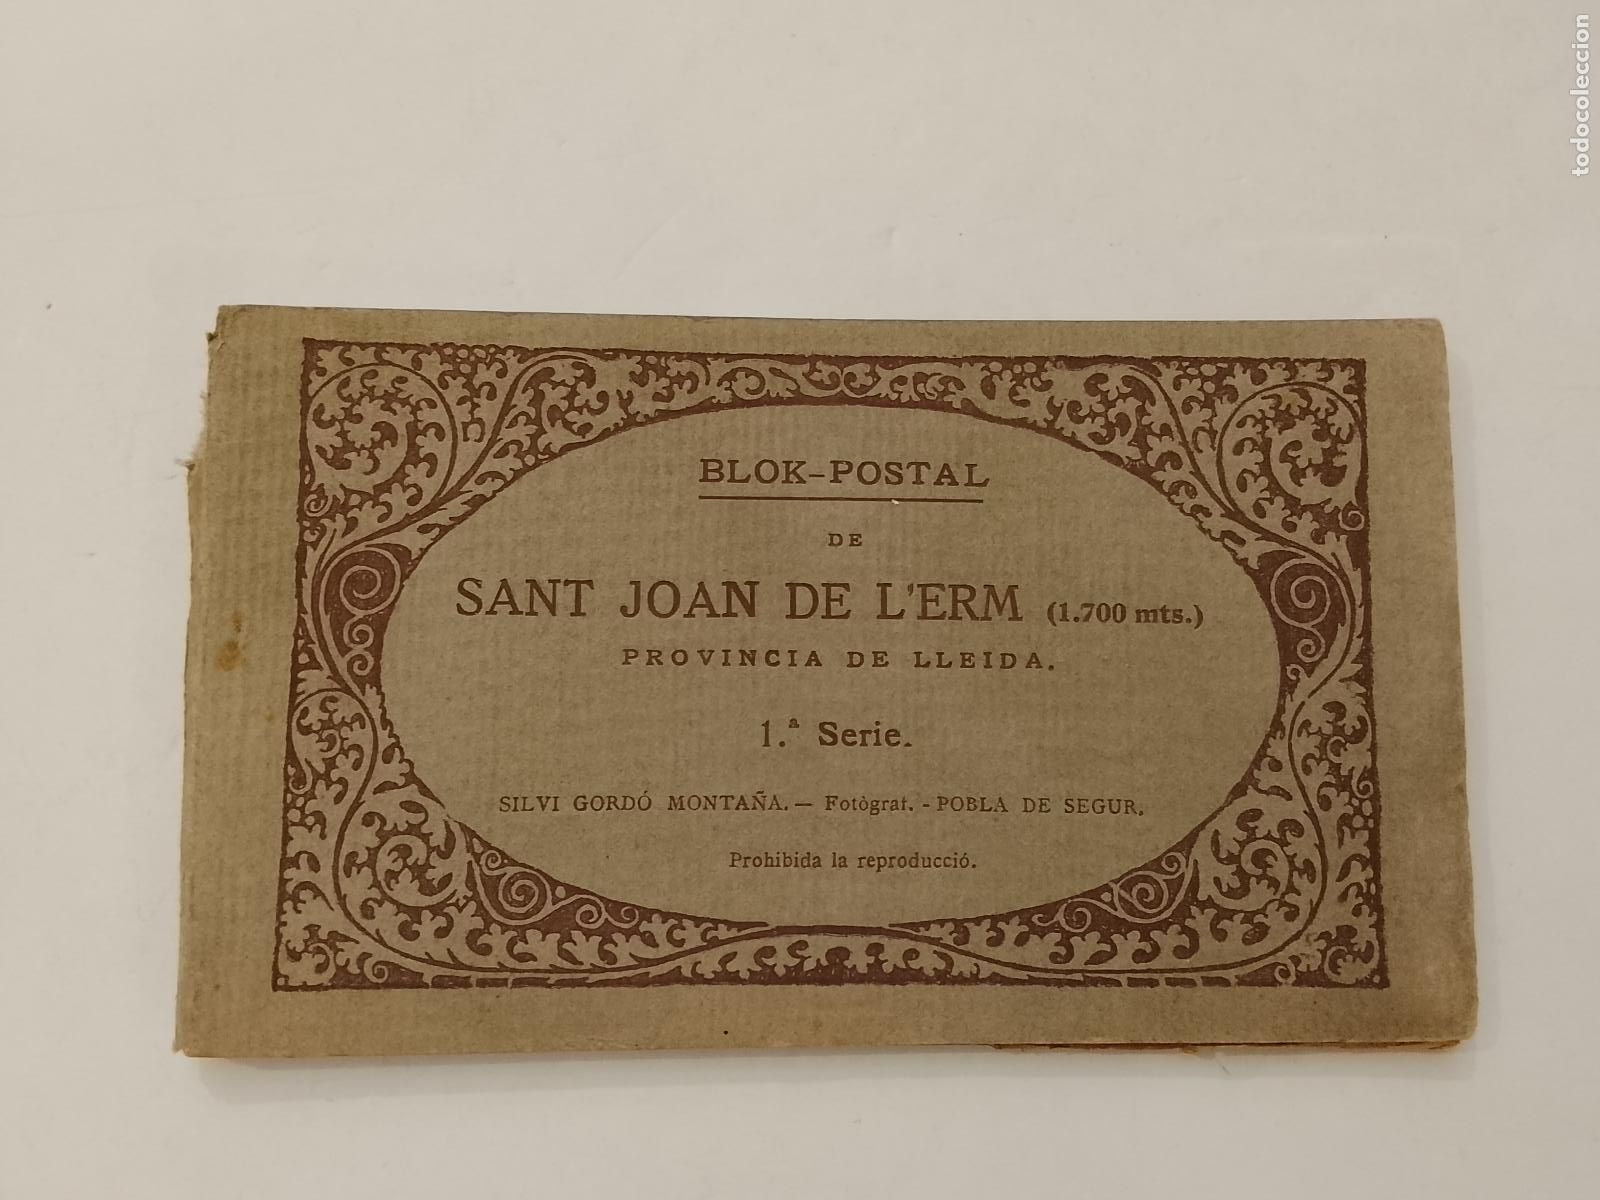 BLOK-POSTAL
DE
SANT JOAN DE L'ERM (1.700 mts.)
PROVINCIA DE LLEIDA.
1.ª Serie.
SILVI GORDÓ MONTAÑA. — Fotògraf. - POBLA DE SEGUR.
Prohibida la reproducció.
todocoleccion